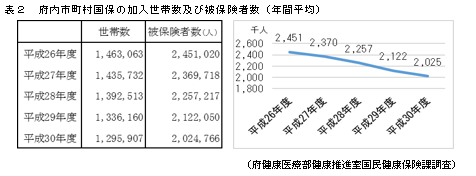 表２　府内市町村国保の加入世帯数及び被保険者数（年間平均）
世帯数 被保険者数(人)
平成26年度 1,463,063 2,451,020
平成27年度 1,435,732 2,369,718
平成28年度 1,392,513 2,257,217
平成29年度 1,336,160 2,122,050
平成30年度 1,295,907 2,024,766
千人
2,600
2,400
2,200
2,000
1,800
2,451
2,370
2,257
2,122
2,025
平成26年度
平成27年度
平成28年度
平成29年度
平成30年度
（府健康医療部健康推進室国民健康保険課調査）